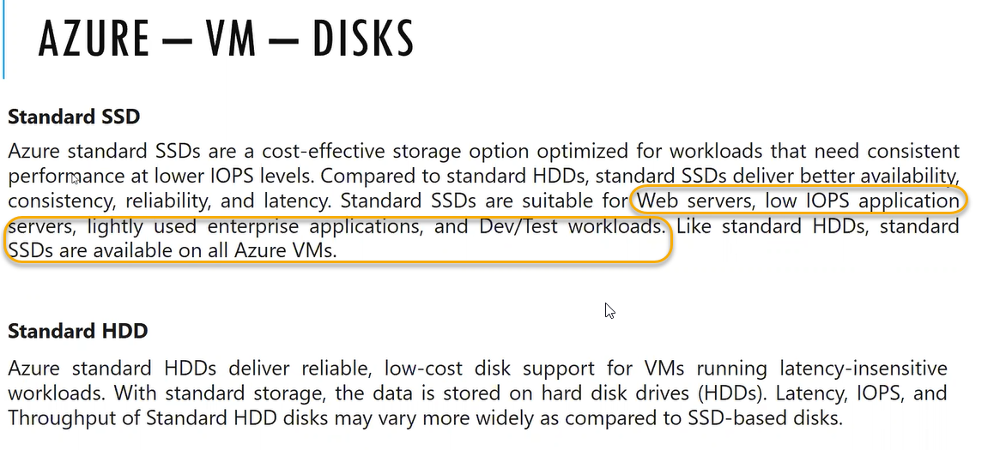 AZURE – VM – DISKS
Standard SSD
Azure standard SSDs are a cost-effective storage option optimized for workloads that need consistent
performance at lower IOPS levels. Compared to standard HDDs, standard SSDs deliver better availability,
consistency, reliability, and latency. Standard SSDs are suitable for Web servers, low IOPS application
servers, lightly used enterprise applications, and Dev/Test workloads. Like standard HDDs, standard
SSDs are available on all Azure VMs.
Standard HDD
Azure standard HDDs deliver reliable, low-cost disk support for VMs running latency-insensitive
workloads. With standard storage, the data is stored on hard disk drives (HDDs). Latency, IOPS, and
Throughput of Standard HDD disks may vary more widely as compared to SSD-based disks.